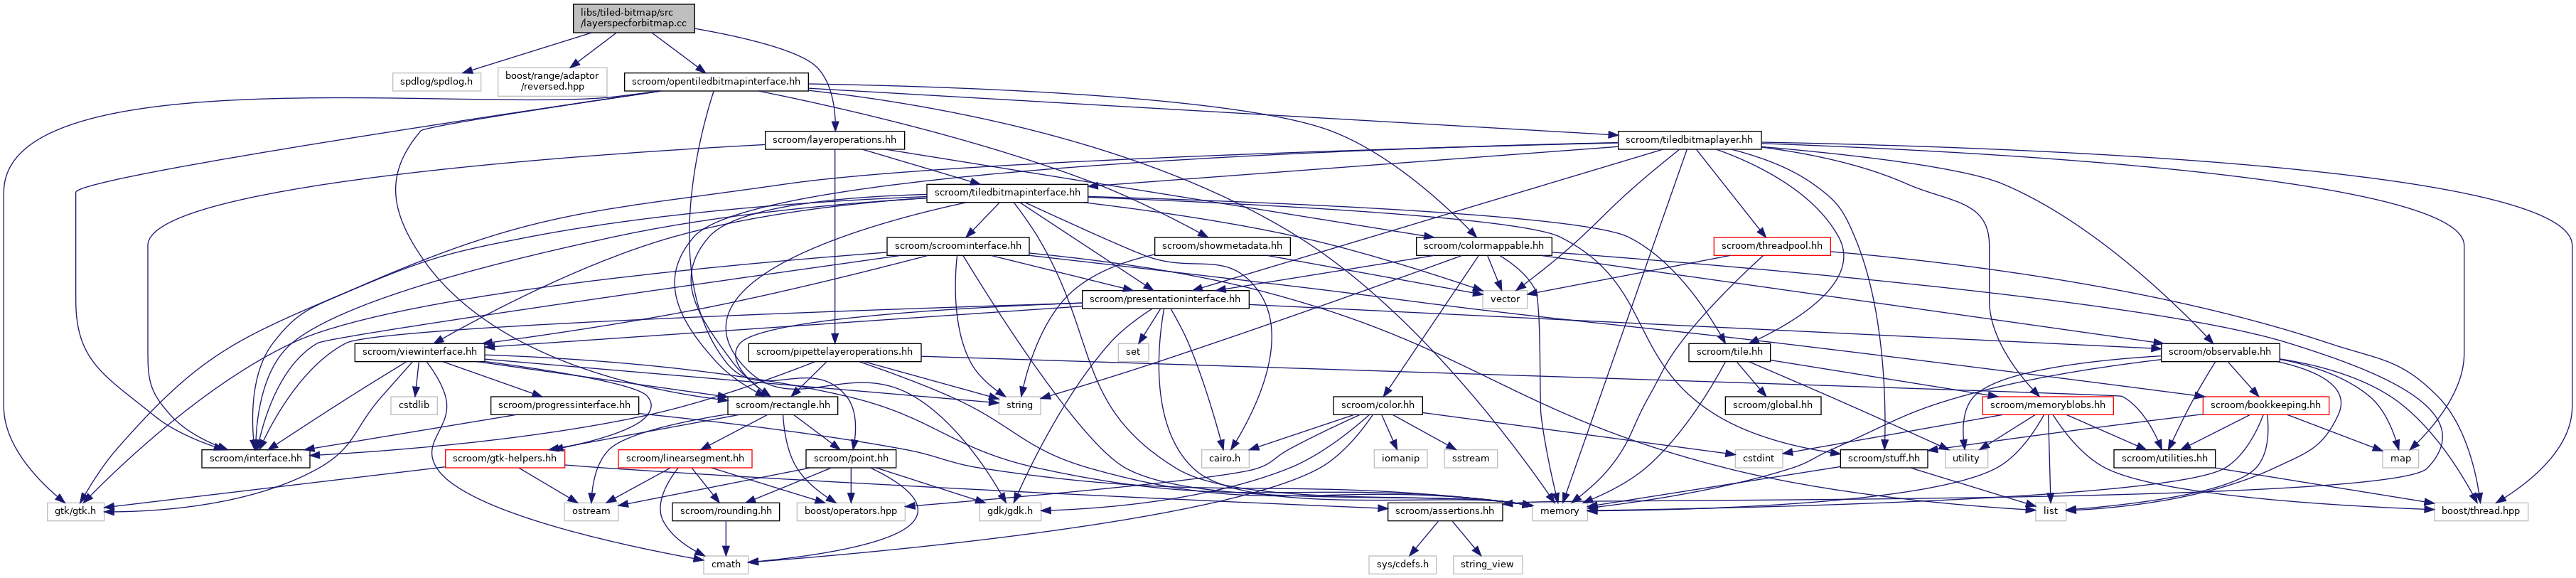 libs/tiled-bitmap/src
/layerspecforbitmap.cc
spdlog/spdlog.h
boost/range/adaptor
/reversed.hpp
scroom/opentiledbitmapinterface.hh
scroom/layeroperations.hh
scroom/tiledbitmaplayer.hh
scroom/tiledbitmapinterface.hh
scroom/scroominterface.hh
scroom/showmetadata.hh
scroom/colormappable.hh
scroom/threadpool.hh
scroom/presentationinterface.hh
vector
scroom/viewinterface.hh
scroom/pipettelayeroperations.hh
set
scroom/tile.hh
scroom/observable.hh
cstdlib
scroom/progressinterface.hh
scroom/rectangle.hh
string
scroom/color.hh
scroom/global.hh
scroom/memoryblobs.hh
scroom/bookkeeping.hh
scroom/interface.hh
scroom/gtk-helpers.hh
scroom/linearsegment.hh
scroom/point.hh
cairo.h
iomanip
sstream
cstdint
scroom/stuff.hh
utility
scroom/utilities.hh
map
gtk/gtk.h
ostream
scroom/rounding.hh
boost/operators.hpp
gdk/gdk.h
scroom/assertions.hh
memory
list
boost/thread.hpp
cmath
sys/cdefs.h
string_view